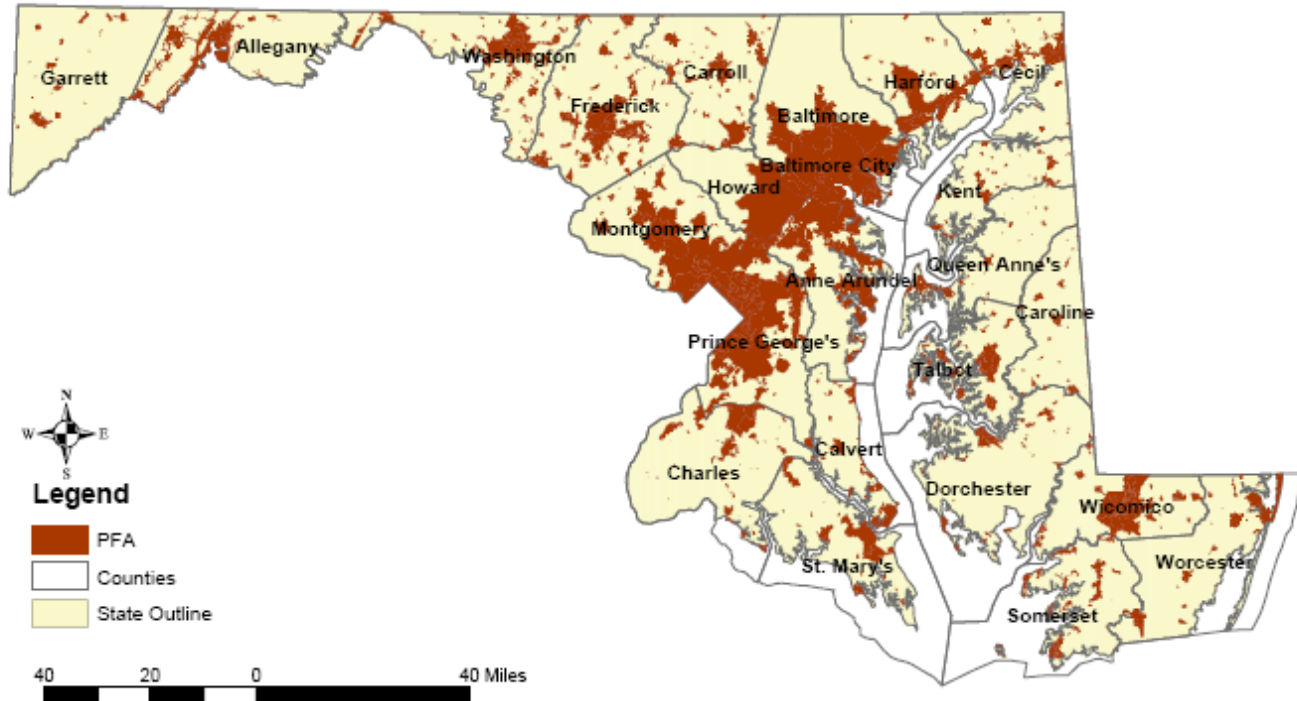 Garrett
Allegany
Washington
Frederick
Carroll
Baltimore
Harford
Cecil
Baltimore City
Howard
Montgomery
Kent
Queen Anne's
Anne Arundel
Caroline
Prince George's
Talbot
Calvert
Charles
Dorchester
Wicomico
St. Mary's
Worcester
Somerset
N
W E
S
Legend
PFA
Counties
State Outline
40 20 0 40 Miles